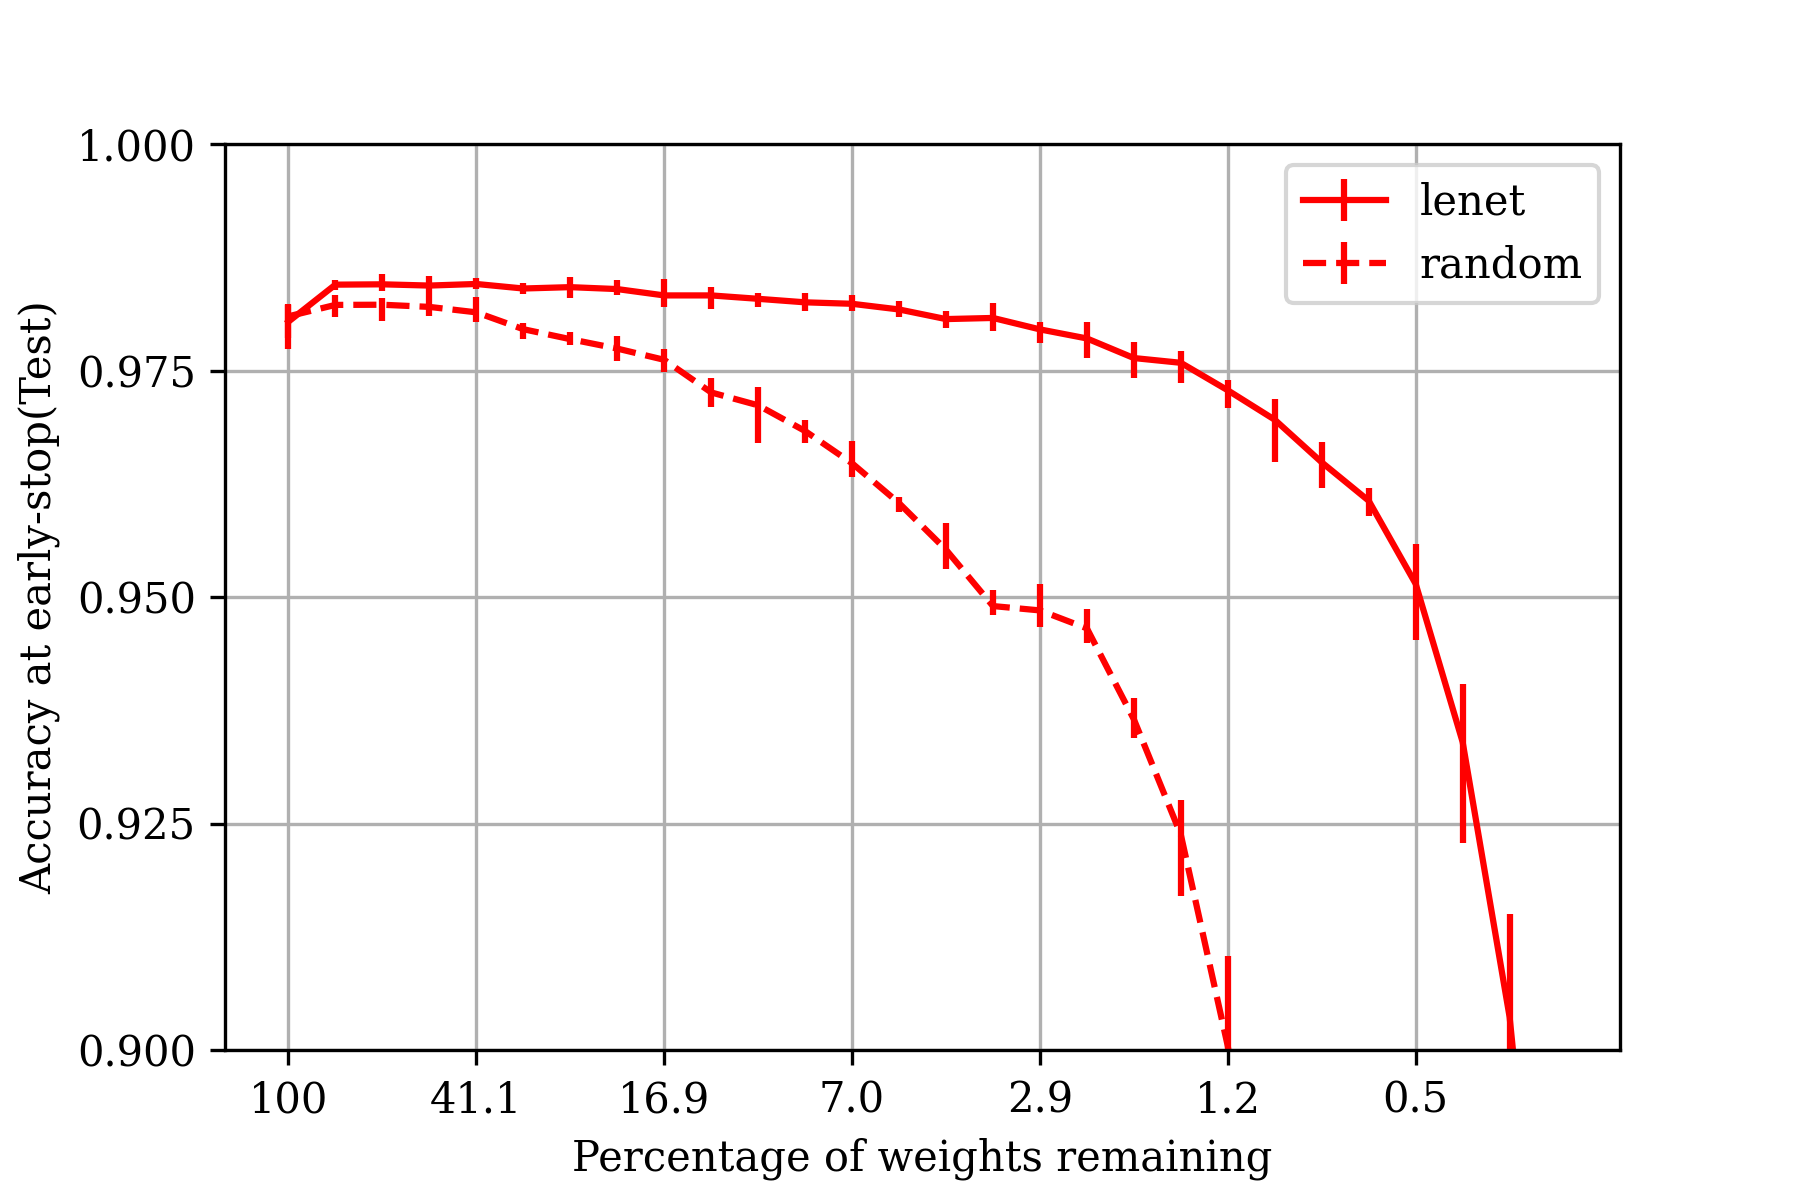 1.000
0.975
0.950
0.925
0.900
Accuracy at early-stop(Test)
lenet
random
100 41.1 16.9 7.0 2.9 1.2 0.5
Percentage of weights remaining